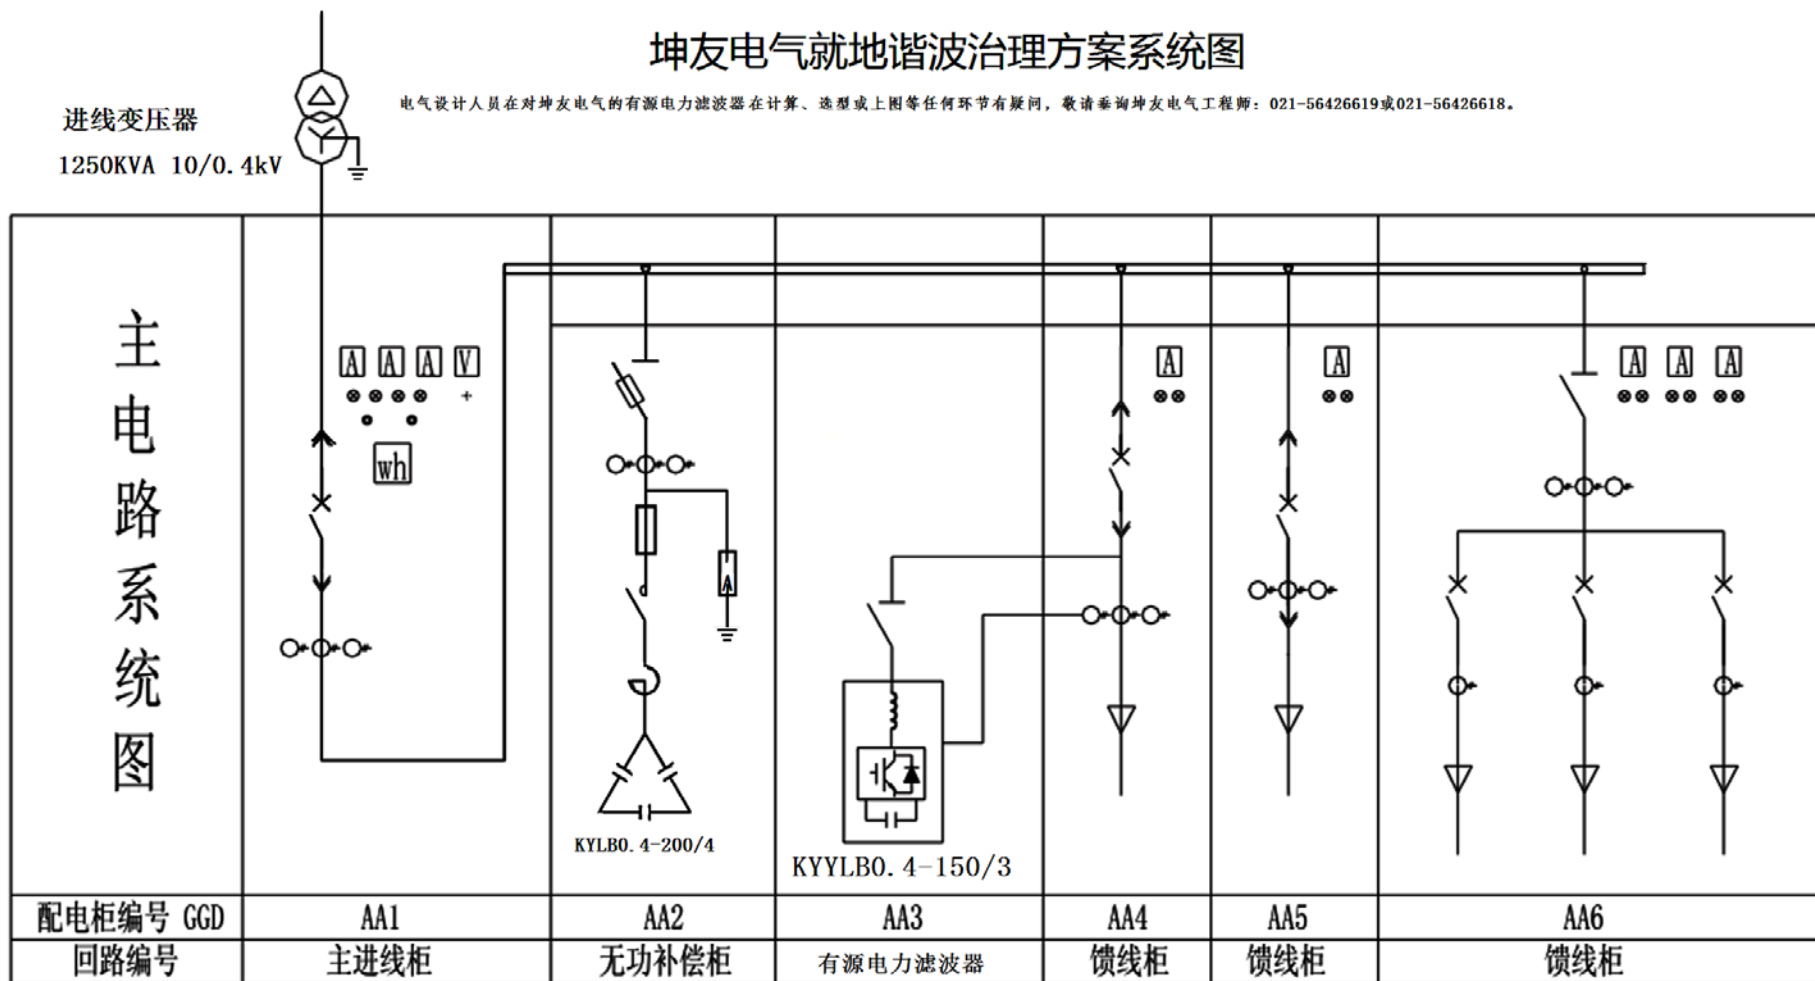 坤友电气就地谐波治理方案系统图
电气设计人员在对坤友电气的有源电力滤波器在计算、选型或上图等任何环节有疑问，敬请垂询坤友电气工程师：021-56426619或021-56426618。
进线变压器
1250KVA 10/0.4kV
主电路系统图
A A A V
wh
A
A
A A A
KYLB0.4-200/4
KYYLB0.4-150/3
配电柜编号 GGD AA1 AA2 AA3 AA4 AA5 AA6
回路编号 主进线柜 无功补偿柜 有源电力滤波器 馈线柜 馈线柜 馈线柜